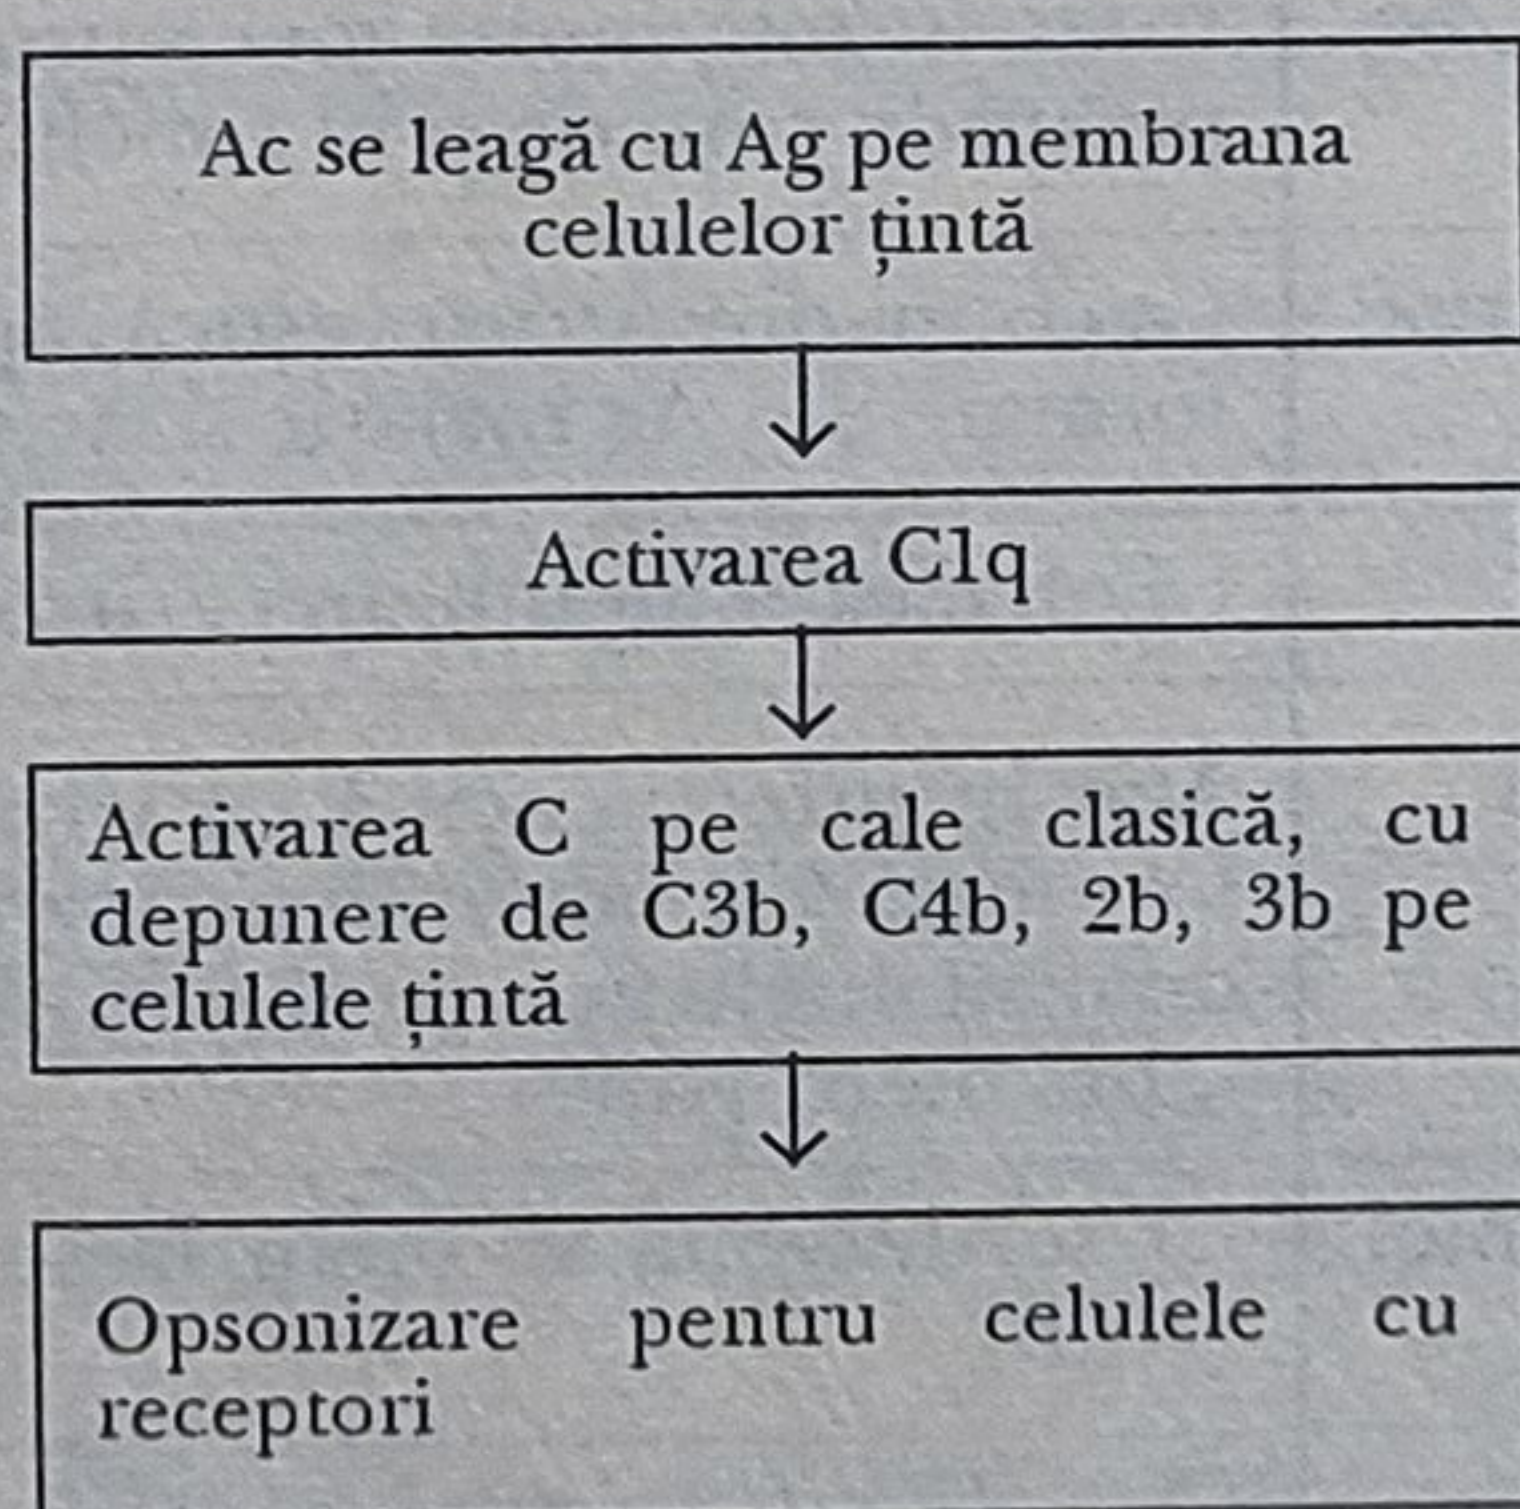 Ac se leagă cu Ag pe membrana
celulelor țintă
Activarea C1q
Activarea C pe cale clasică, cu
depunere de C3b, C4b, 2b, 3b pe
celulele țintă
Opsonizare pentru celulele cu
receptori